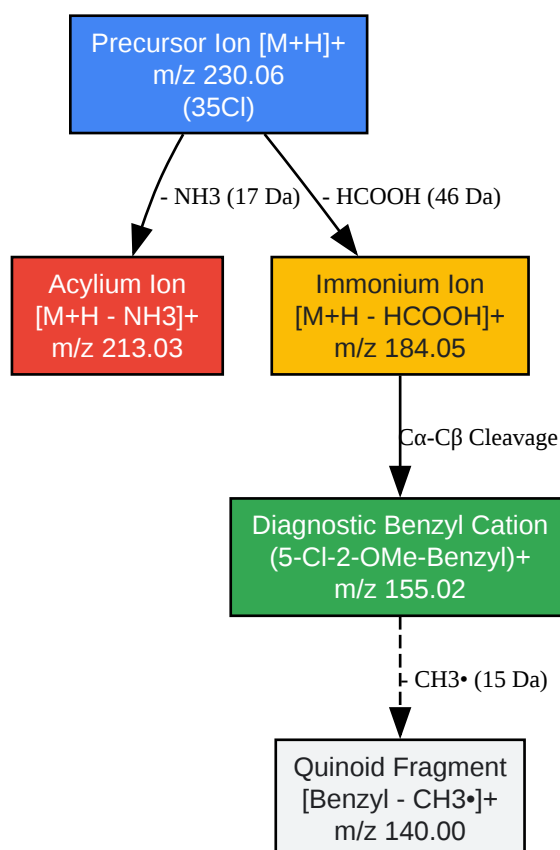 Precursor Ion [M+H]+
m/z 230.06
(35Cl)
- NH3 (17 Da)
- HCOOH (46 Da)
Acylium Ion
[M+H - NH3]+
m/z 213.03
Immonium Ion
[M+H - HCOOH]+
m/z 184.05
Cα-Cβ Cleavage
Diagnostic Benzyl Cation
(5-Cl-2-OMe-Benzyl)+
m/z 155.02
- CH3• (15 Da)
Quinoid Fragment
[Benzyl - CH3•]+
m/z 140.00